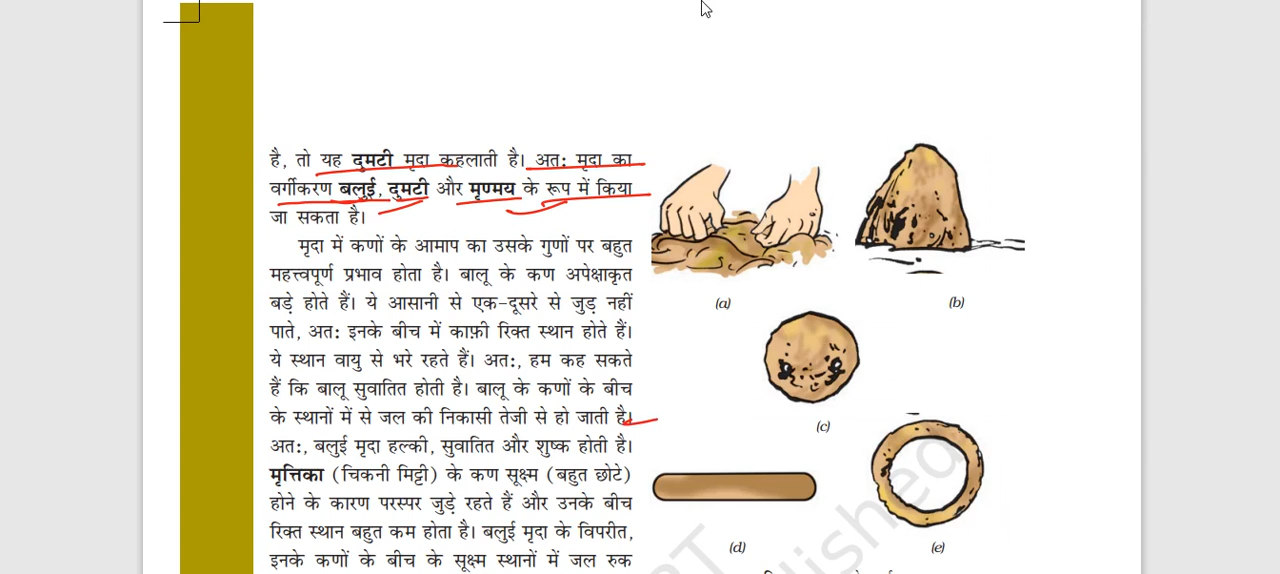 है, तो यह दुमटी मृदा कहलाती है। अतः मृदा का
वर्गीकरण बलुई, दुमटी और मृण्मय के रूप में किया
जा सकता है।
मृदा में कणों के आमाप का उसके गुणों पर बहुत
महत्त्वपूर्ण प्रभाव होता है। बालू के कण अपेक्षाकृत
बड़े होते हैं। ये आसानी से एक-दूसरे से जुड़ नहीं
पाते, अतः इनके बीच में काफ़ी रिक्त स्थान होते हैं।
ये स्थान वायु से भरे रहते हैं। अतः, हम कह सकते
हैं कि बालू सुवातित होती है। बालू के कणों के बीच
के स्थानों में से जल की निकासी तेजी से हो जाती है।
अतः, बलुई मृदा हल्की, सुवातित और शुष्क होती है।
मृत्तिका (चिकनी मिट्टी) के कण सूक्ष्म (बहुत छोटे)
होने के कारण परस्पर जुड़े रहते हैं और उनके बीच
रिक्त स्थान बहुत कम होता है। बलुई मृदा के विपरीत,
इनके कणों के बीच के सूक्ष्म स्थानों में जल रुक
(a)
(b)
(c)
(d)
(e)